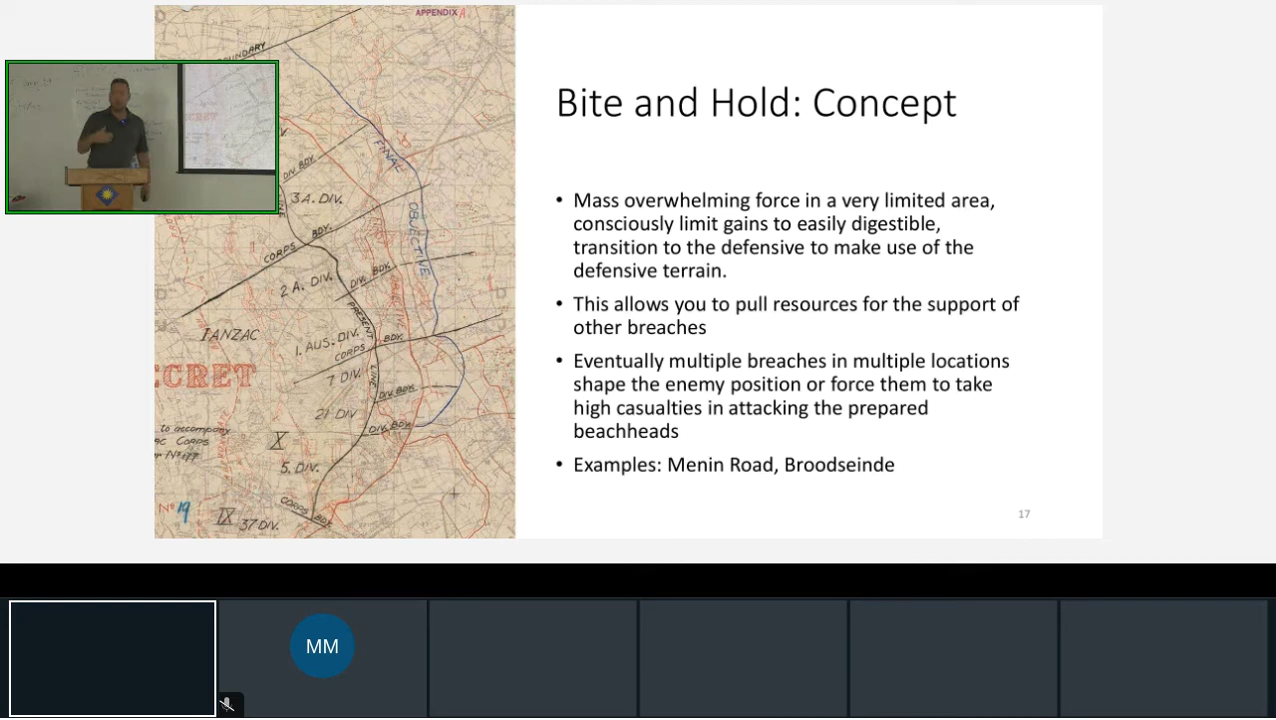 APPENDIX A
BOUNDARY
FINAL
OBJECTIVE
DIV. BDY.
3 A. DIV.
LINE
CORPS BDY.
2 A. DIV.
DIV. BDY.
PRESENT
LINE
I ANZAC
1. AUS. DIV.
CORPS BDY.
SECRET
7 DIV.
DIV. BDY.
21 DIV
to accompany
X
DIV. BDY.
5. DIV.
CORPS BDY.
No 19
IX 37 DIV.
Bite and Hold: Concept
• Mass overwhelming force in a very limited area,
consciously limit gains to easily digestible,
transition to the defensive to make use of the
defensive terrain.
• This allows you to pull resources for the support of
other breaches
• Eventually multiple breaches in multiple locations
shape the enemy position or force them to take
high casualties in attacking the prepared
beachheads
• Examples: Menin Road, Broodseinde
17
MM